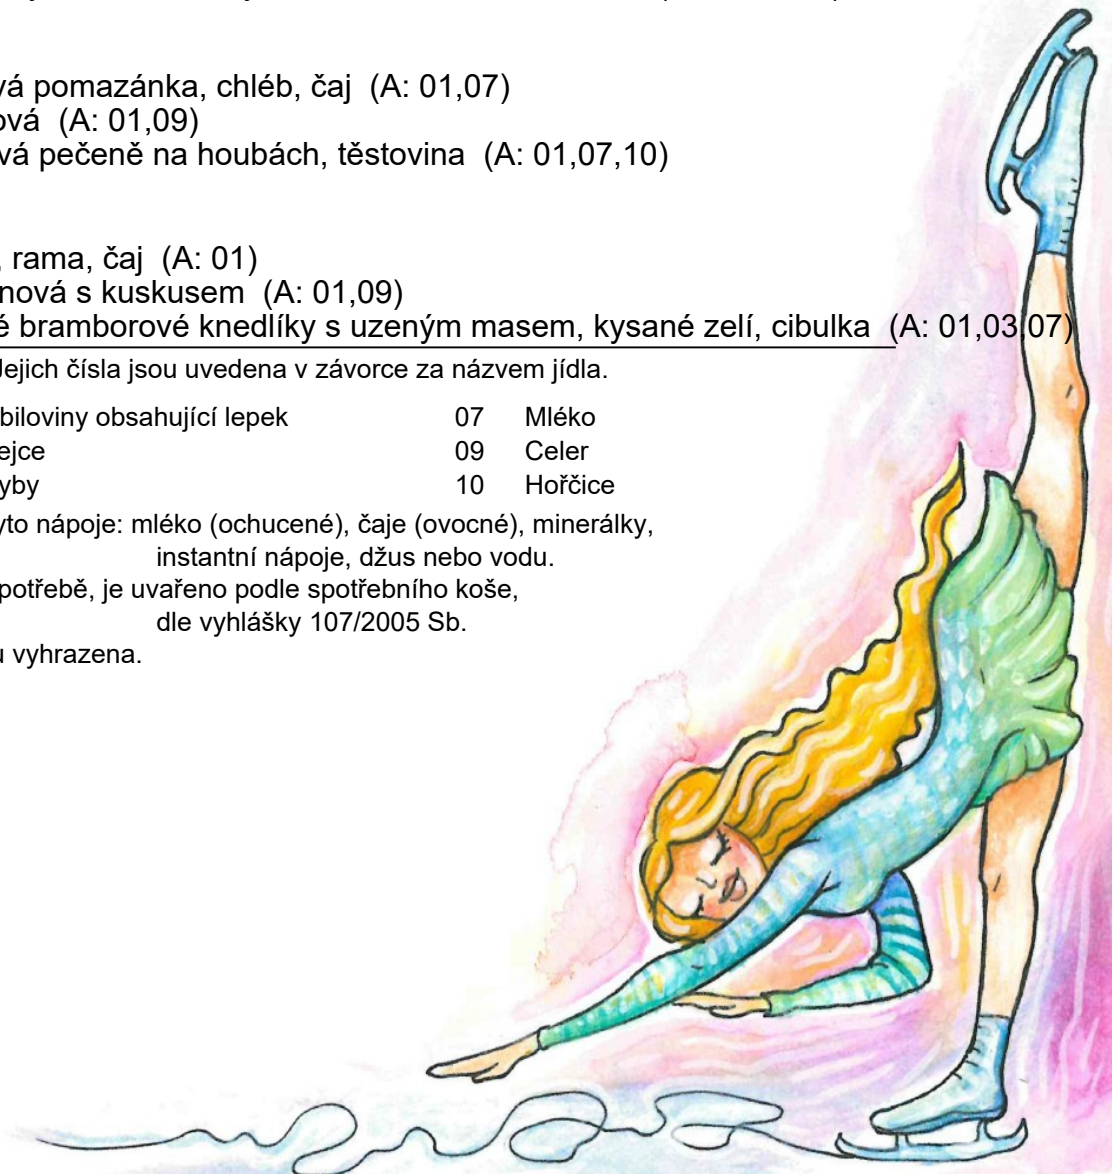 vá pomazánka, chléb, čaj (A: 01,07)
ová (A: 01,09)
vá pečeně na houbách, těstovina (A: 01,07,10)
, rama, čaj (A: 01)
nová s kuskusem (A: 01,09)
é bramborové knedlíky s uzeným masem, kysané zelí, cibulka (A: 01,03,07)
Jejich čísla jsou uvedena v závorce za názvem jídla.
biloviny obsahující lepek 07 Mléko
ejce 09 Celer
yby 10 Hořčice
yto nápoje: mléko (ochucené), čaje (ovocné), minerálky,
instantní nápoje, džus nebo vodu.
potřebě, je uvařeno podle spotřebního koše,
dle vyhlášky 107/2005 Sb.
u vyhrazena.